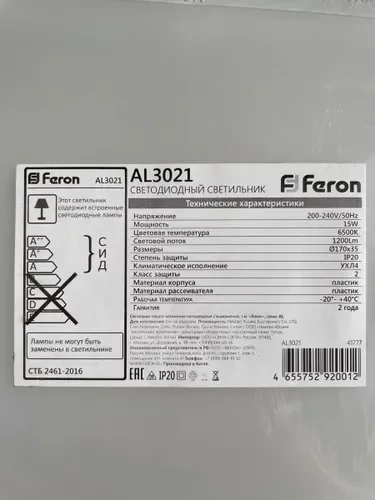 Feron AL3021
Этот светильник
содержит встроенные
светодиодные лампы
A++
A+
A
B
C
D
E
С
И
Д
Лампы не могут быть
заменены в светильнике
СТБ 2461-2016
AL3021
СВЕТОДИОДНЫЙ СВЕТИЛЬНИК
Feron
Технические характеристики
Напряжение 200-240V/50Hz
Мощность 15W
Цветовая температура 6500K
Световой поток 1200Lm
Размеры Ø170x35
Степень защиты IP20
Климатическое исполнение УХЛ4
Класс защиты 2
Материал корпуса пластик
Материал рассеивателя пластик
Рабочая температура -20°- +40°C
Гарантия 2 года
AL3021 41777
4 655752 920012
EAC IP20